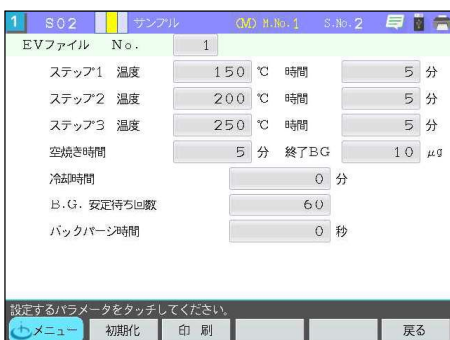 1 S02 サンプル (M) M.No.1 S.No.2
EVファイル No. 1
ステップ1 温度 150 ℃ 時間 5 分
ステップ2 温度 200 ℃ 時間 5 分
ステップ3 温度 250 ℃ 時間 5 分
空焼き時間 5 分 終了BG 10 μg
冷却時間 0 分
B.G. 安定待ち回数 60
バックパージ時間 0 秒
設定するパラメータをタッチしてください。
メニュー 初期化 印刷 戻る